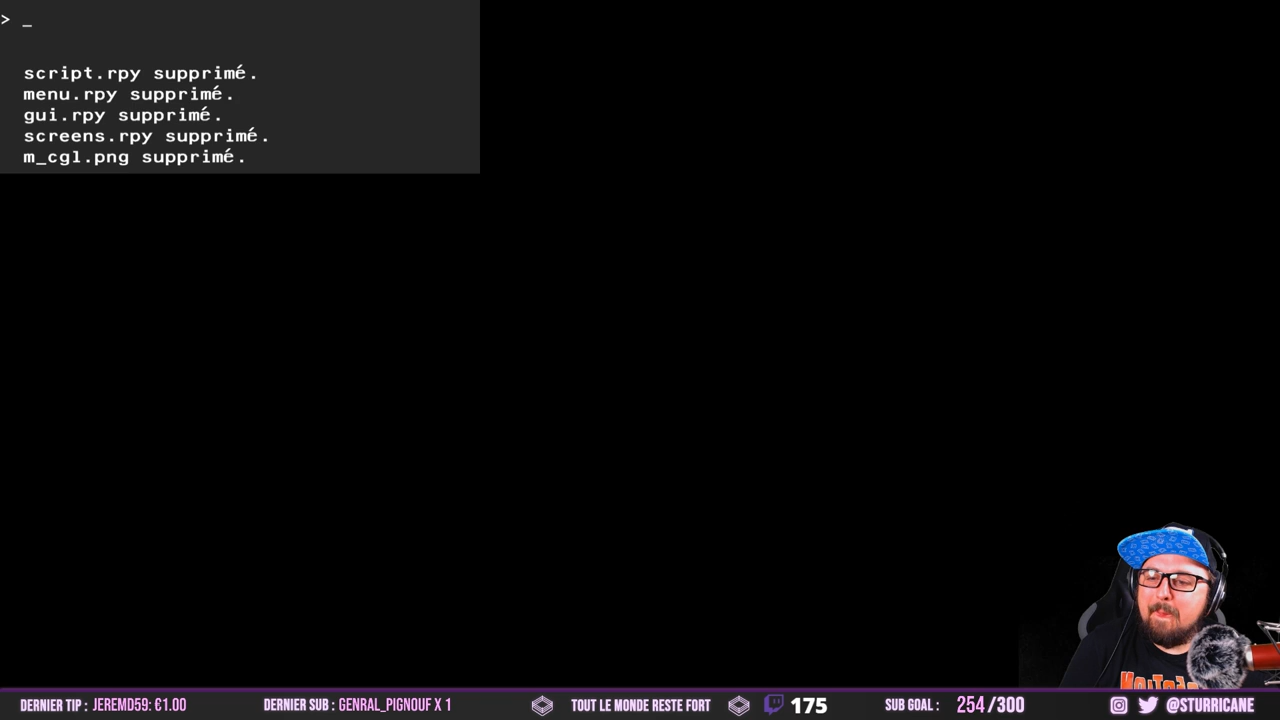 > _
script.rpy supprimé.
menu.rpy supprimé.
gui.rpy supprimé.
screens.rpy supprimé.
m_cgl.png supprimé.
DERNIER TIP : JEREMD59: €1.00 DERNIER SUB : GENRAL_PIGNOUF X 1 TOUT LE MONDE RESTE FORT 175 SUB GOAL : 254/300 @STURRICANE